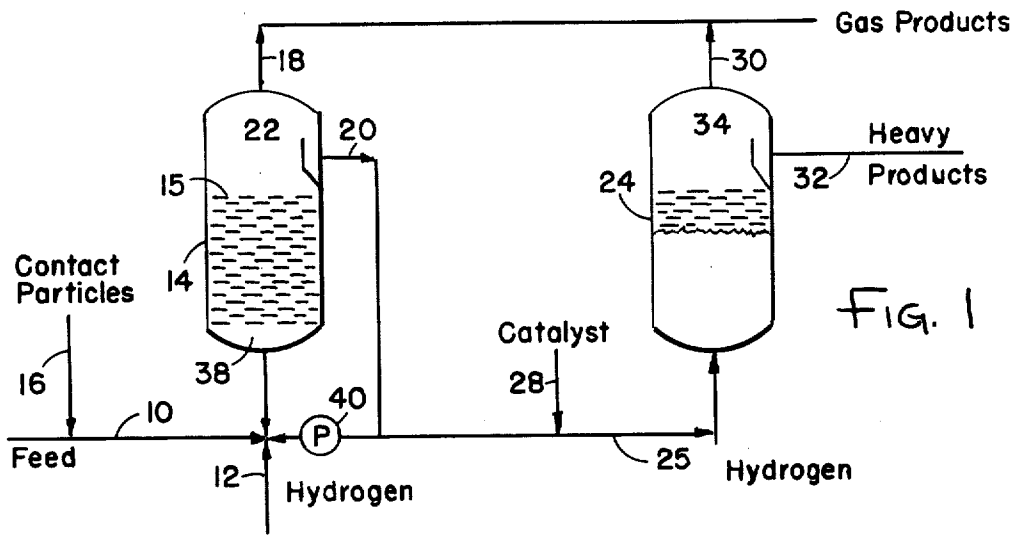 Gas Products
18
30
22
20
34
Heavy
Products
32
15
24
14
Contact
Particles
FIG. 1
Catalyst
38
28
16
40
10
P
Feed
25
12
Hydrogen
Hydrogen